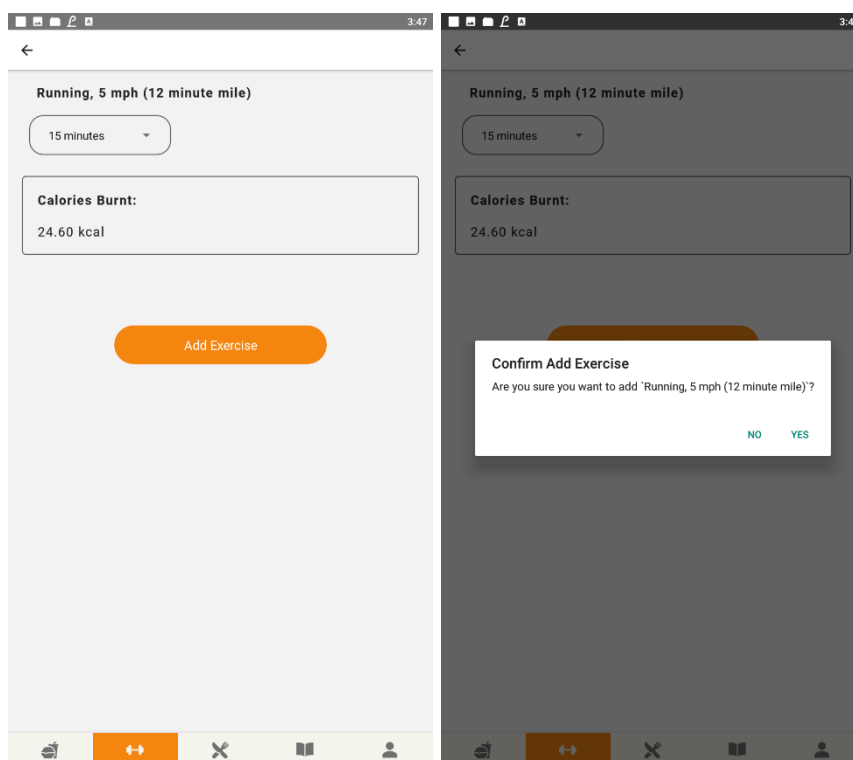 3:47
Running, 5 mph (12 minute mile)
15 minutes
Calories Burnt:
24.60 kcal
Add Exercise
3:4
Running, 5 mph (12 minute mile)
15 minutes
Calories Burnt:
24.60 kcal
Confirm Add Exercise
Are you sure you want to add `Running, 5 mph (12 minute mile)`?
NO YES